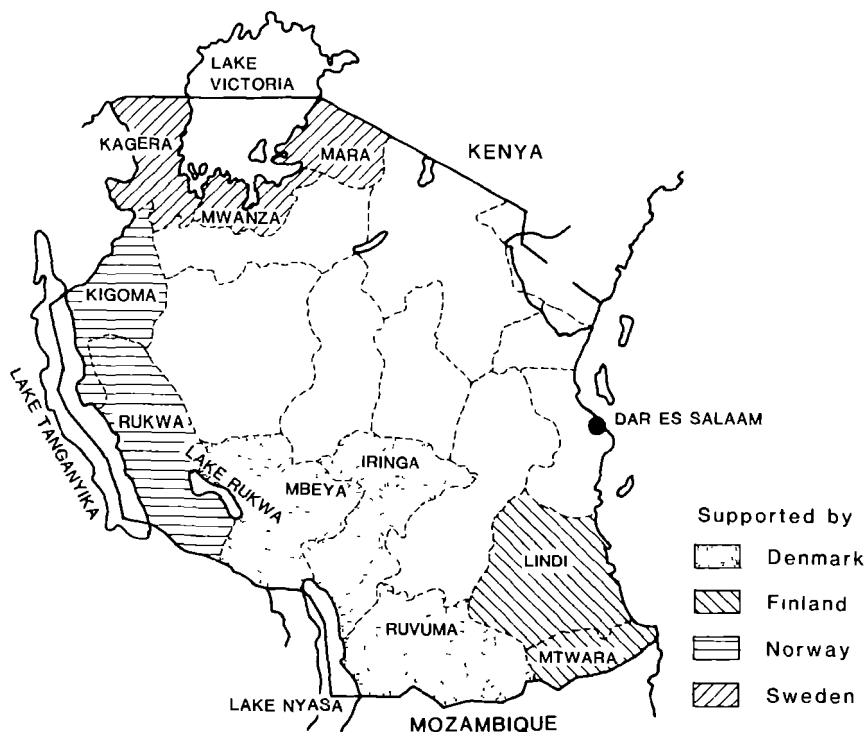 LAKE
VICTORIA
KAGERA
MARA
KENYA
MWANZA
KIGOMA
LAKE TANGANYIKA
RUKWA
LAKE RUKWA
IRINGA
MBEYA
DAR ES SALAAM
LINDI
RUVUMA
MTWARA
LAKE NYASA
MOZAMBIQUE
Supported by
Denmark
Finland
Norway
Sweden